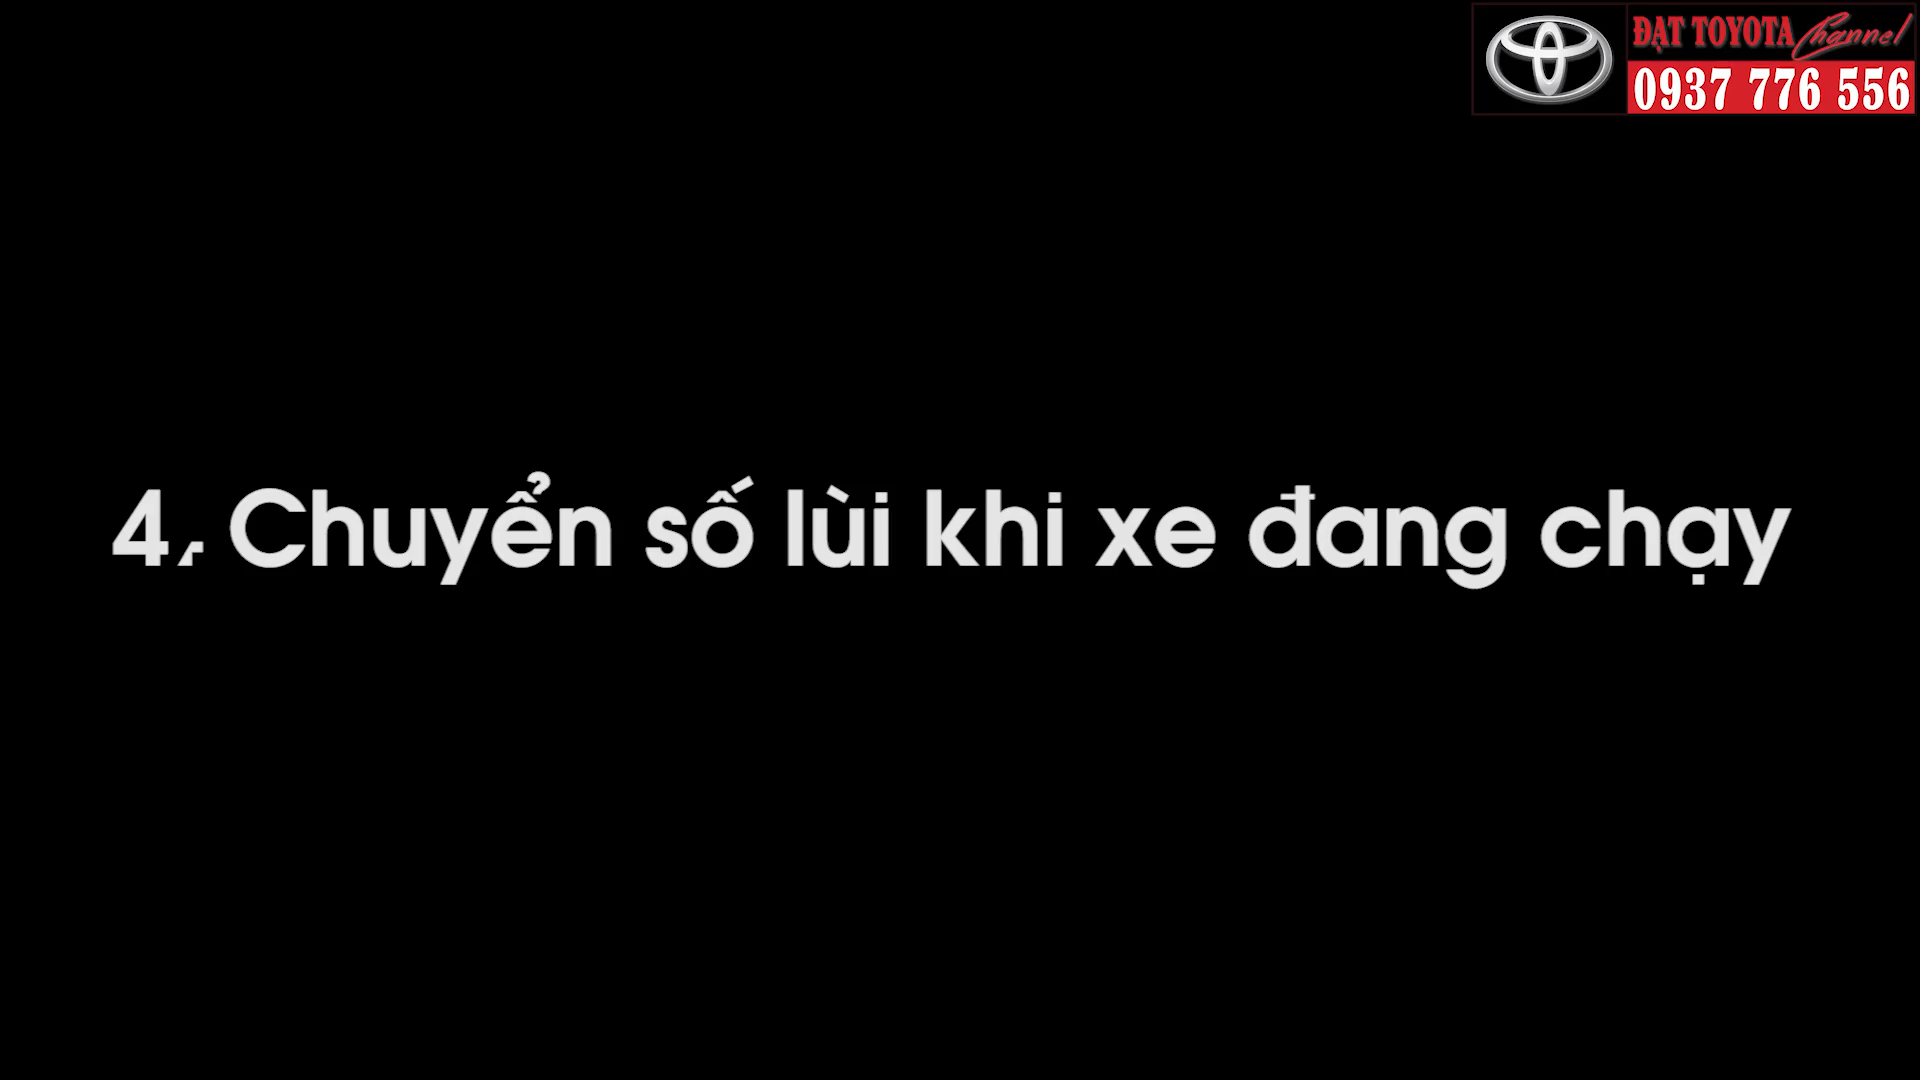 ĐẠT TOYOTA Channel
0937 776 556
4, Chuyển số lùi khi xe đang chạy